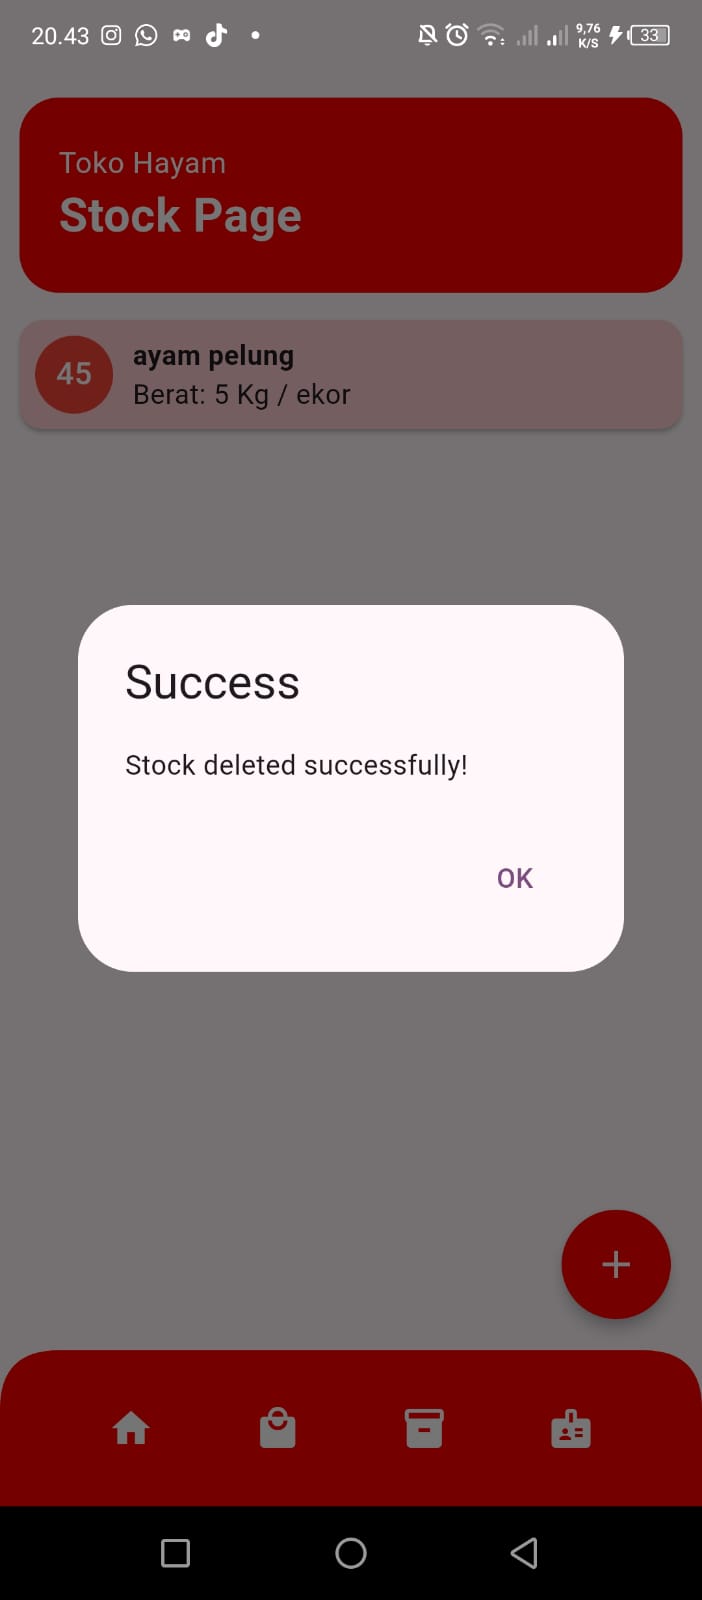 20.43
9,76
K/S
33
Toko Hayam
Stock Page
45
ayam pelung
Berat: 5 Kg / ekor
Success
Stock deleted successfully!
OK